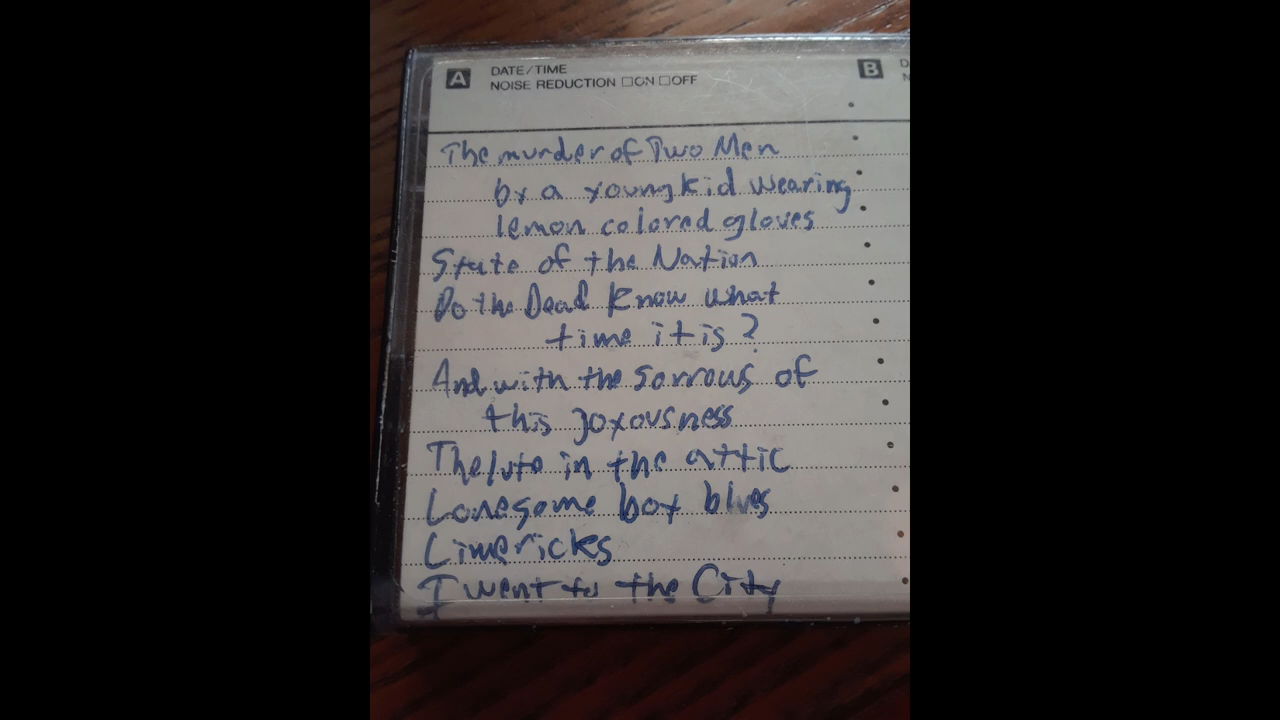 A DATE/TIME
NOISE REDUCTION □ON □OFF
B D
N
The murder of Two Men
by a young kid wearing
lemon colored gloves
State of the Nation
Do the Dead Know what
time it is?
And with the sorrows of
this joyousness
The lute in the attic
Lonesome boy blues
Limericks
I went to the City